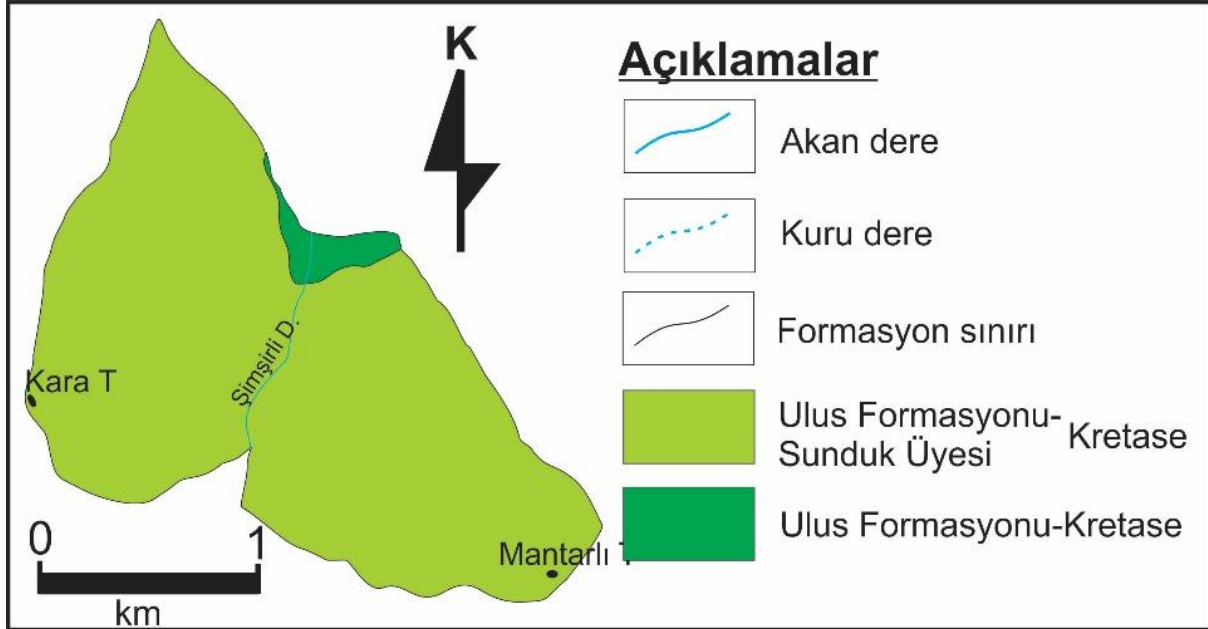 K
Kara T
Şimşirli D.
Mantarlı T
0 1
km
Açıklamalar
Akan dere
Kuru dere
Formasyon sınırı
Ulus Formasyonu-
Sunduk Üyesi Kretase
Ulus Formasyonu-Kretase